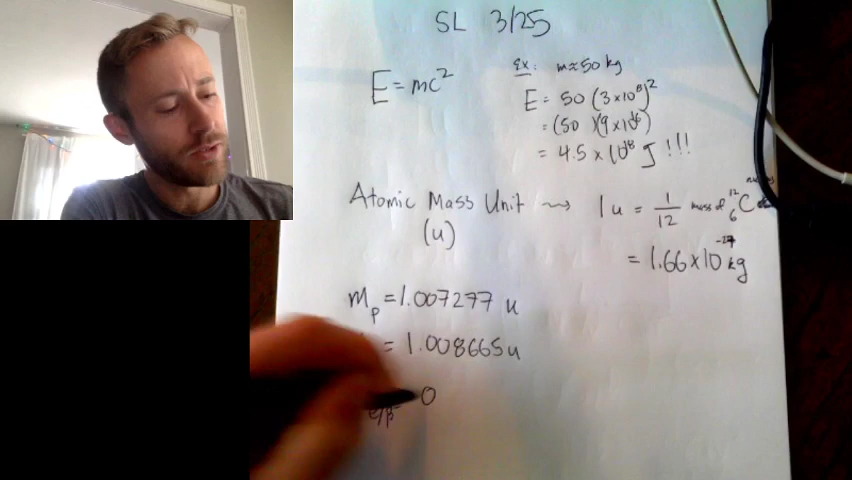 SL 3/25
E = mc²
Ex: m ≈ 50 kg
E = 50 (3×10⁸)²
= (50 )(9×10¹⁶)
= 4.5 × 10¹⁸ J !!!
Atomic Mass Unit ⇝ 1 u = 1/12 mass of ¹²₆C
(u)
= 1.66×10⁻²⁷ kg
mₚ = 1.007277 u
= 1.008665 u
e/β⁻ 0